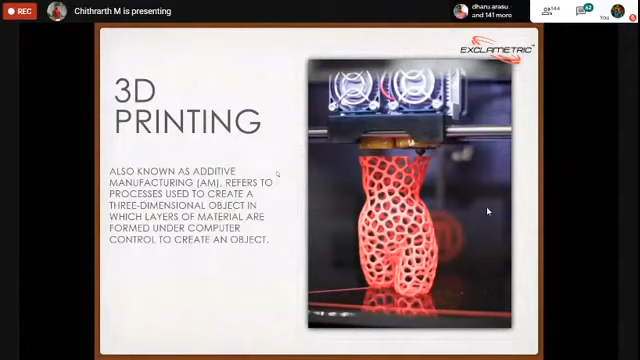 REC
Chithrarth M is presenting
dharu arasu
and 141 more
144
62
You
EXCLAMETRIC
3D
PRINTING
ALSO KNOWN AS ADDITIVE
MANUFACTURING (AM), REFERS TO
PROCESSES USED TO CREATE A
THREE-DIMENSIONAL OBJECT IN
WHICH LAYERS OF MATERIAL ARE
FORMED UNDER COMPUTER
CONTROL TO CREATE AN OBJECT.